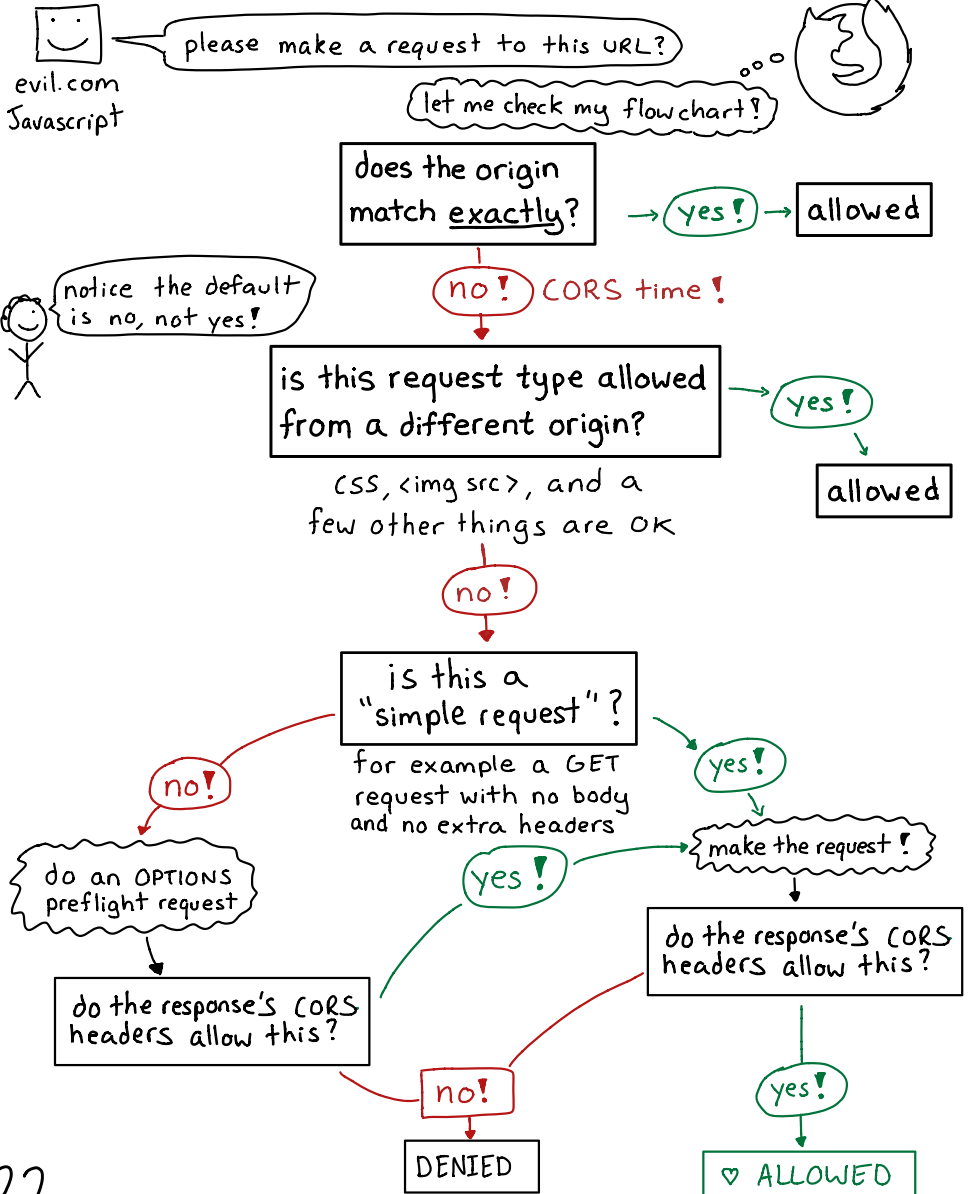 please make a request to this URL?
evil.com
Javascript
let me check my flowchart!
does the origin
match exactly?
yes!
allowed
no!
CORS time!
notice the default
is no, not yes!
is this request type allowed
from a different origin?
yes!
allowed
CSS, <img src>, and a
few other things are OK
no!
is this a
"simple request"?
for example a GET
request with no body
and no extra headers
no!
yes!
do an OPTIONS
preflight request
yes!
make the request!
do the response's CORS
headers allow this?
do the response's CORS
headers allow this?
no!
yes!
DENIED
♡ ALLOWED
22